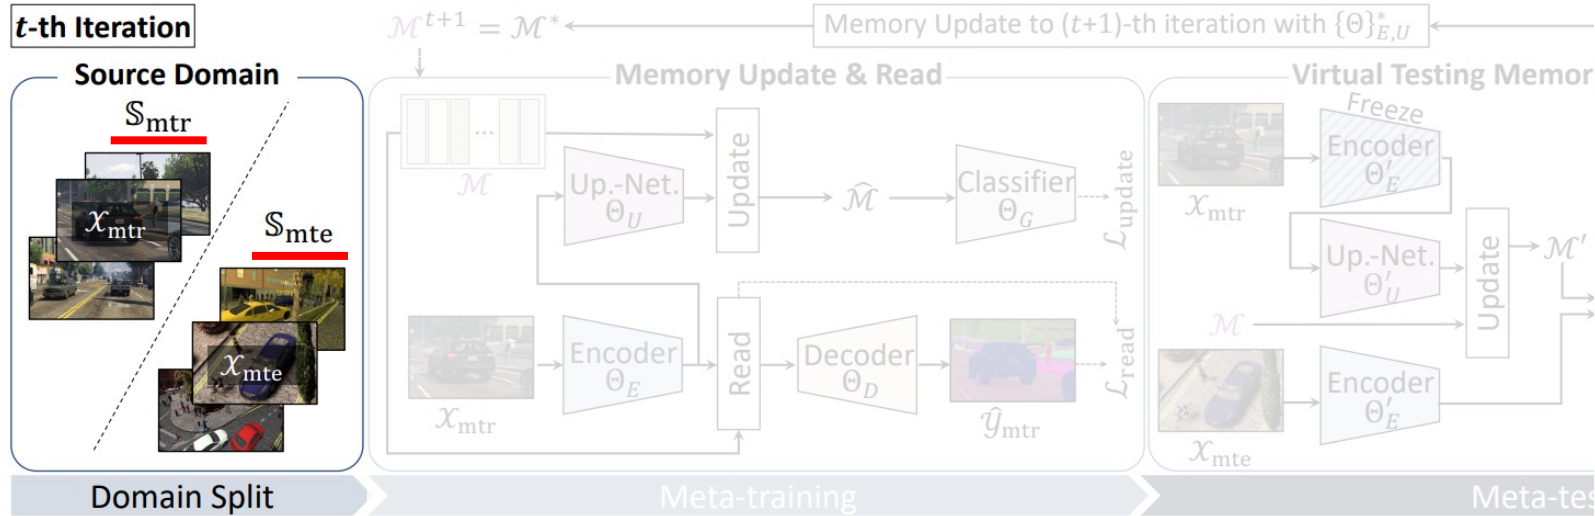 t-th Iteration
ℳ^{t+1} = ℳ*
Memory Update to (t+1)-th iteration with {Θ}*_{E,U}
Source Domain
𝕊_mtr
𝒳_mtr
𝕊_mte
𝒳_mte
Domain Split
Memory Update & Read
...
ℳ
Up.-Net.
Θ_U
Update
ℳ̂
Classifier
Θ_G
ℒ_update
𝒳_mtr
Encoder
Θ_E
Read
Decoder
Θ_D
𝒴̂_mtr
ℒ_read
Meta-training
Virtual Testing Memor
Freeze
Encoder
Θ′_E
𝒳_mtr
Up.-Net.
Θ′_U
Update
ℳ′
ℳ
Encoder
Θ′_E
𝒳_mte
Meta-tes